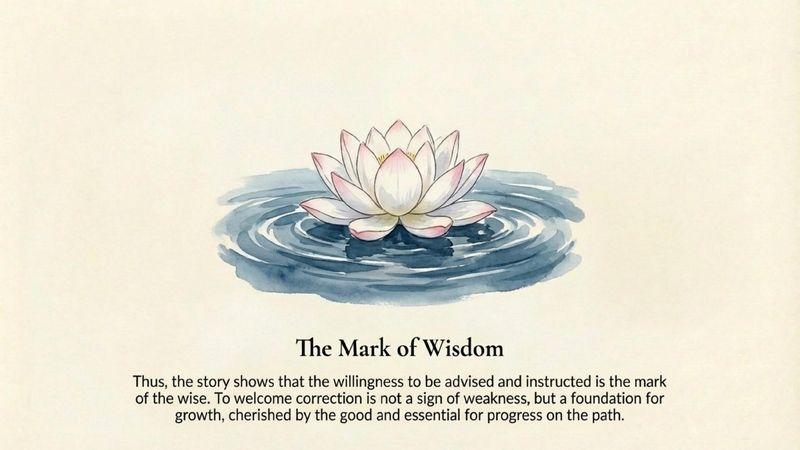 The Mark of Wisdom
Thus, the story shows that the willingness to be advised and instructed is the mark
of the wise. To welcome correction is not a sign of weakness, but a foundation for
growth, cherished by the good and essential for progress on the path.